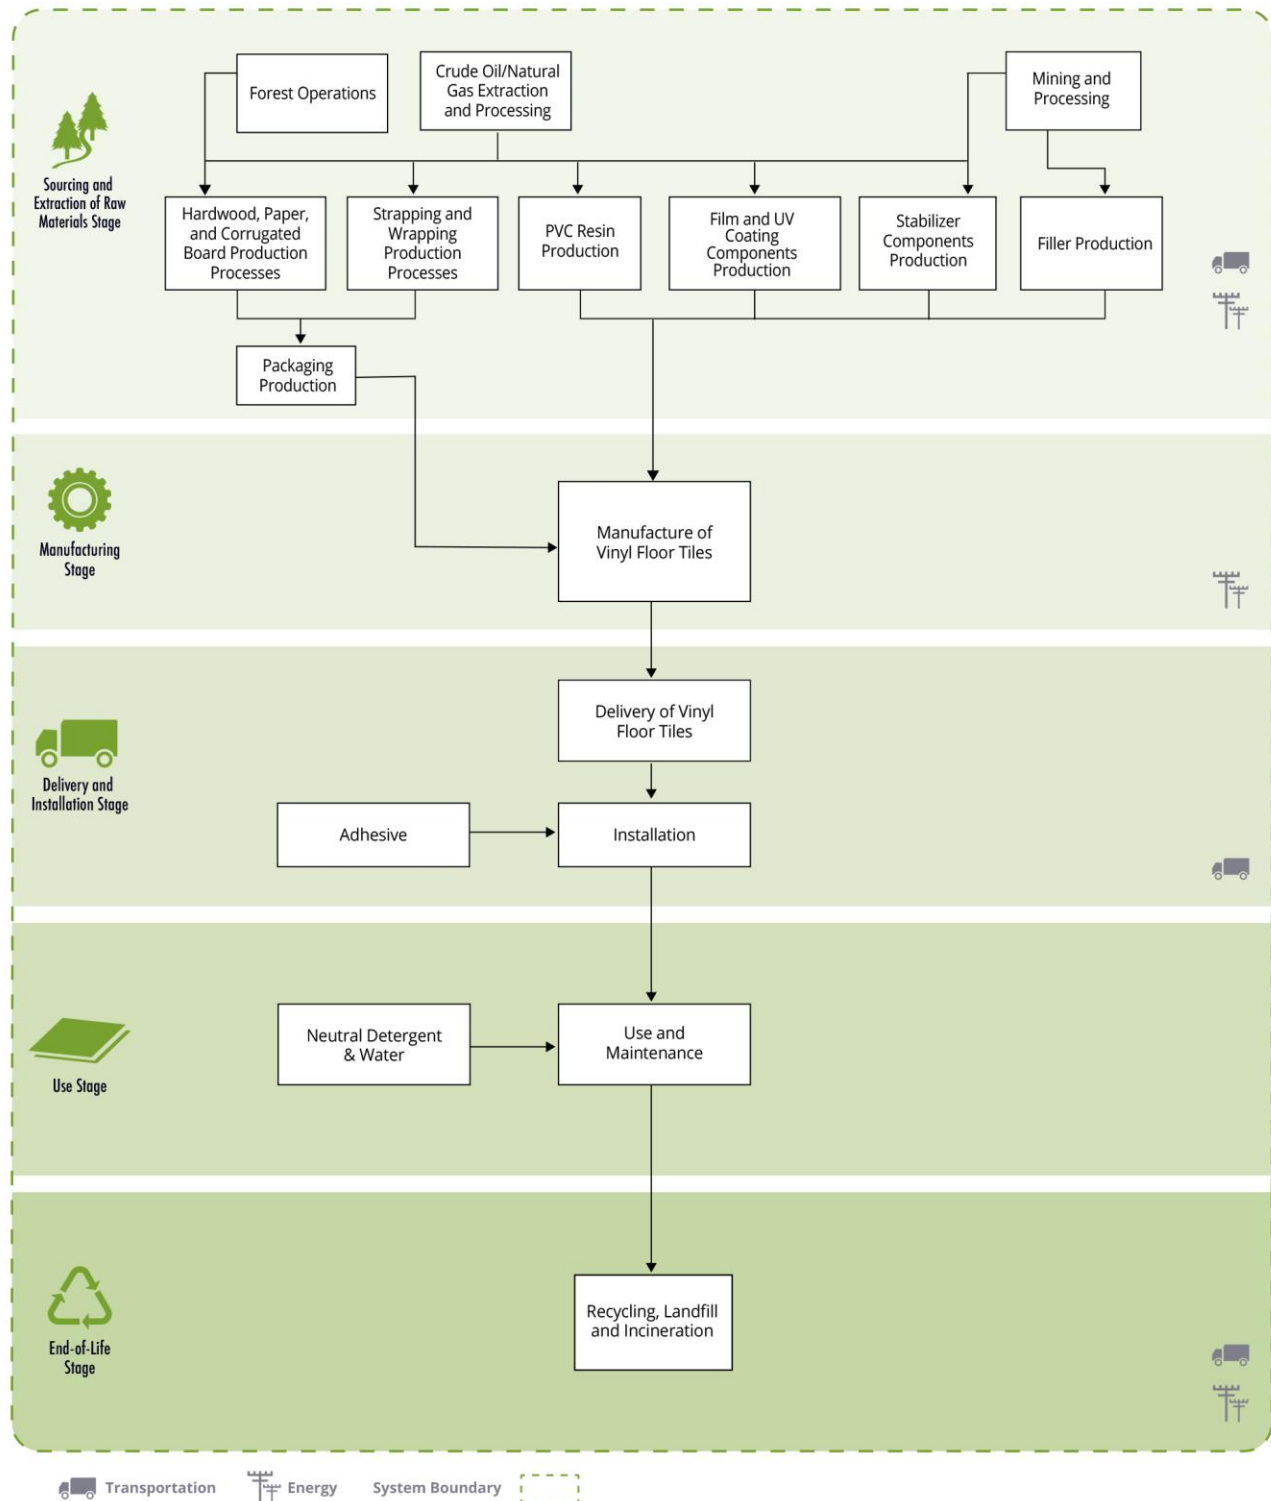 Forest Operations
Crude Oil/Natural
Gas Extraction
and Processing
Mining and
Processing
Sourcing and
Extraction of Raw
Materials Stage
Hardwood, Paper,
and Corrugated
Board Production
Processes
Strapping and
Wrapping
Production
Processes
PVC Resin
Production
Film and UV
Coating
Components
Production
Stabilizer
Components
Production
Filler Production
Packaging
Production
Manufacturing
Stage
Manufacture of
Vinyl Floor Tiles
Delivery and
Installation Stage
Delivery of Vinyl
Floor Tiles
Adhesive
Installation
Use Stage
Neutral Detergent
& Water
Use and
Maintenance
End-of-Life
Stage
Recycling, Landfill
and Incineration
Transportation
Energy
System Boundary